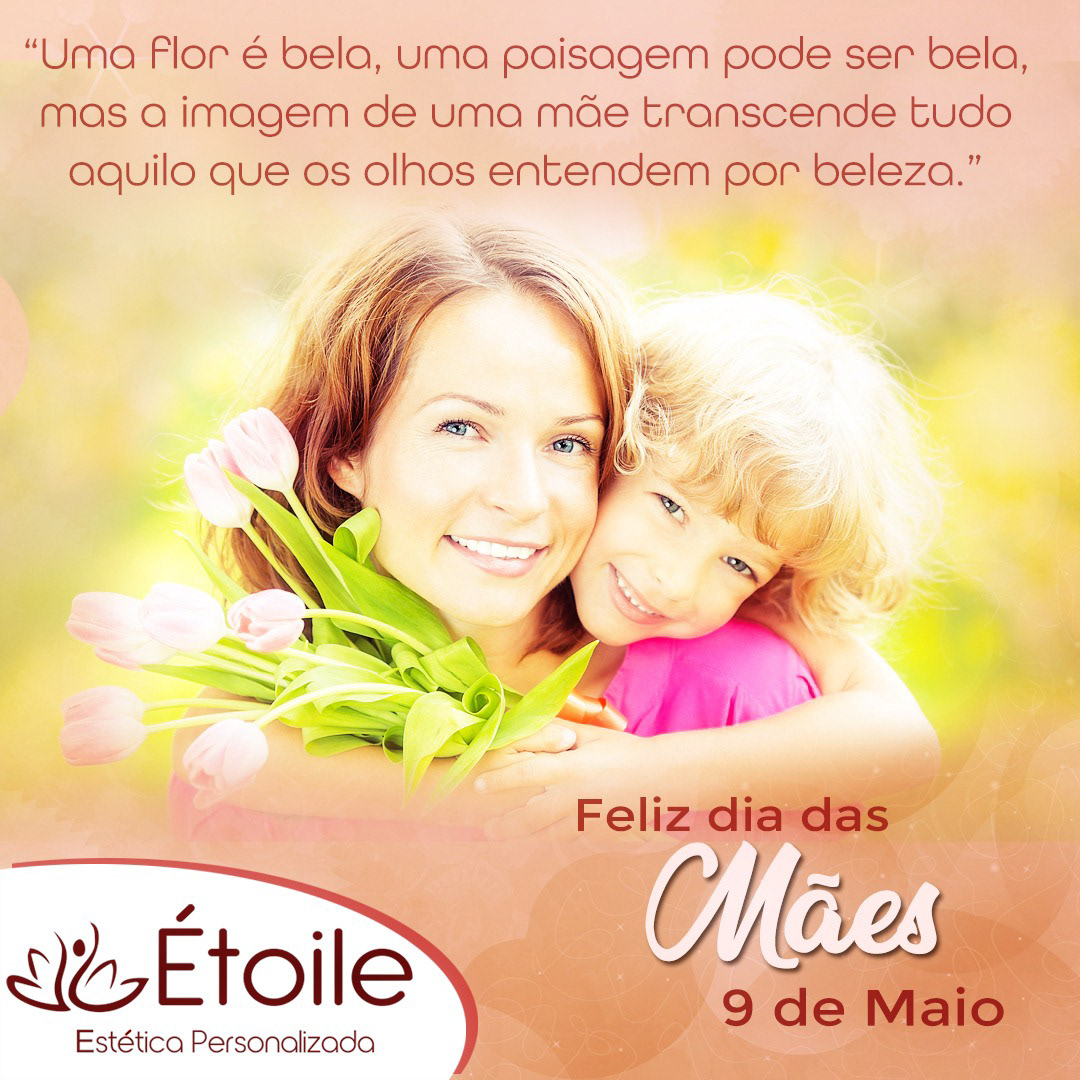 “Uma flor é bela, uma paisagem pode ser bela,
mas a imagem de uma mãe transcende tudo
aquilo que os olhos entendem por beleza.”
Feliz dia das
Mães
9 de Maio
Étoile
Estética Personalizada